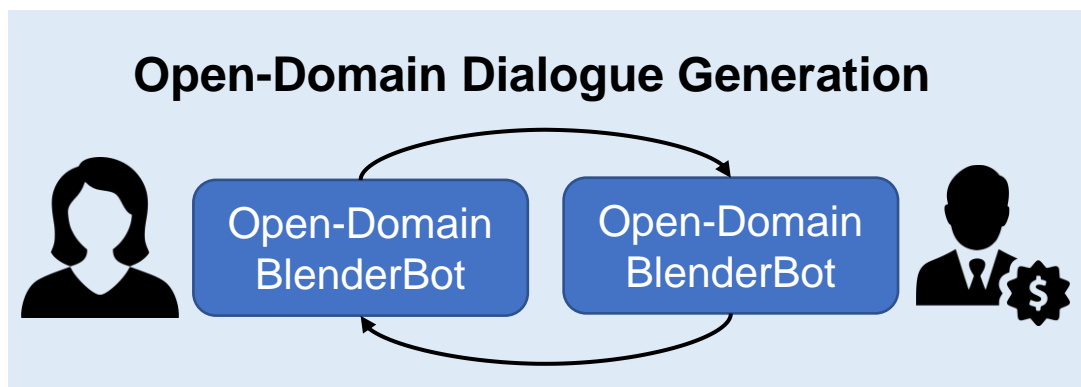 Open-Domain Dialogue Generation
Open-Domain
BlenderBot
Open-Domain
BlenderBot
$